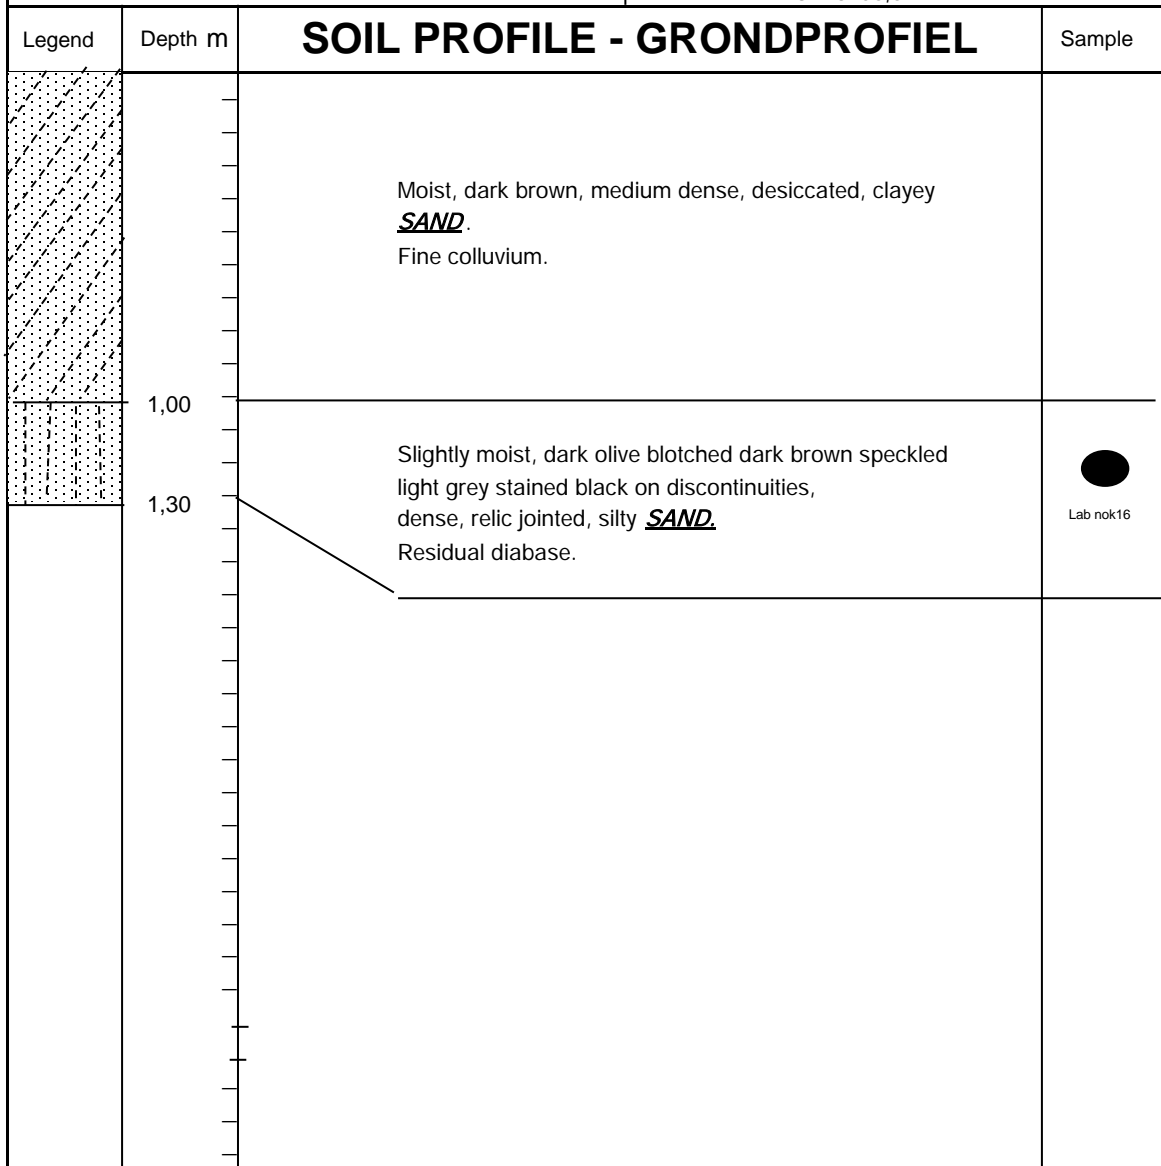 Legend
Depth m
SOIL PROFILE - GRONDPROFIEL
Sample
Moist, dark brown, medium dense, desiccated, clayey
SAND.
Fine colluvium.
1,00
Slightly moist, dark olive blotched dark brown speckled
light grey stained black on discontinuities,
dense, relic jointed, silty SAND.
Residual diabase.
1,30
Lab nok16